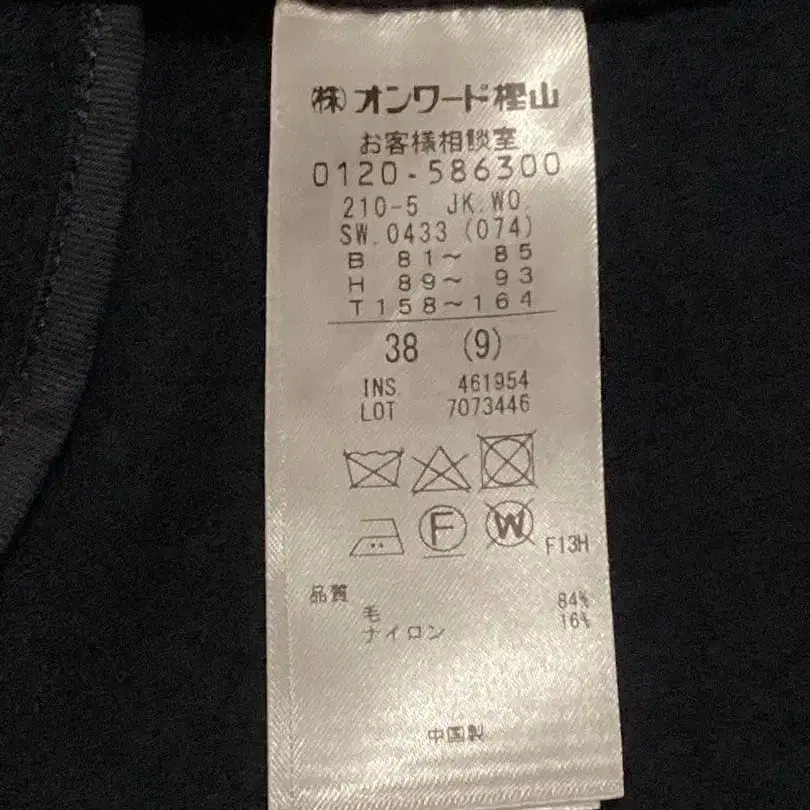 ㈱オンワード樫山
お客様相談室
0120-586300
210-5 JK.WO.
SW.0433 (074)
B 81～ 85
H 89～ 93
T158～164
38 (9)
INS. 461954
LOT 7073446
F
W
F13H
品質
毛 84%
ナイロン 16%
中国製